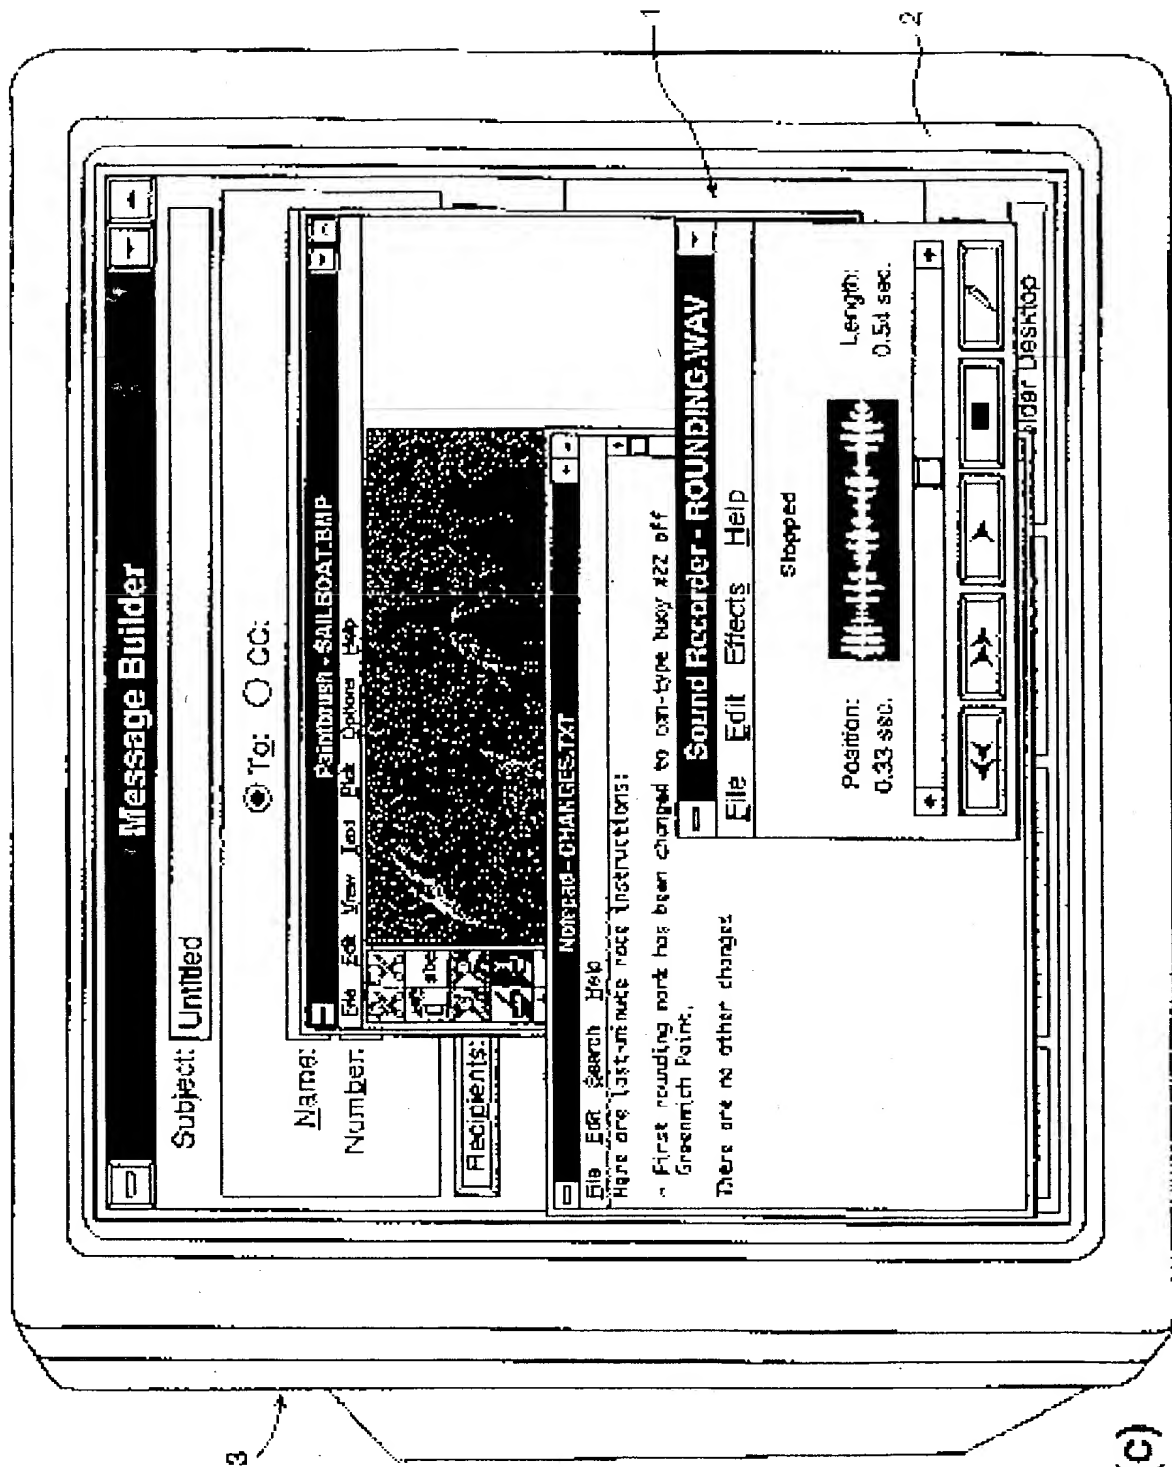 Message Builder
Subject: Untitled
To: CC:
Name:
Number:
Recipients:
Paintbrush - SAILBOAT.BMP
File Edit View Text Pick Options Help
abc
Notepad - CHANGES.TXT
File Edit Search Help
Here are last-minute race instructions:
- First rounding mark has been changed to can-type buoy #22 off
Greenwich Point.
There are no other changes
Sound Recorder - ROUNDING.WAV
File Edit Effects Help
Stopped
Position:
0.33 sec.
Length:
0.54 sec.
ilder Desktop
1
2
3
(c)